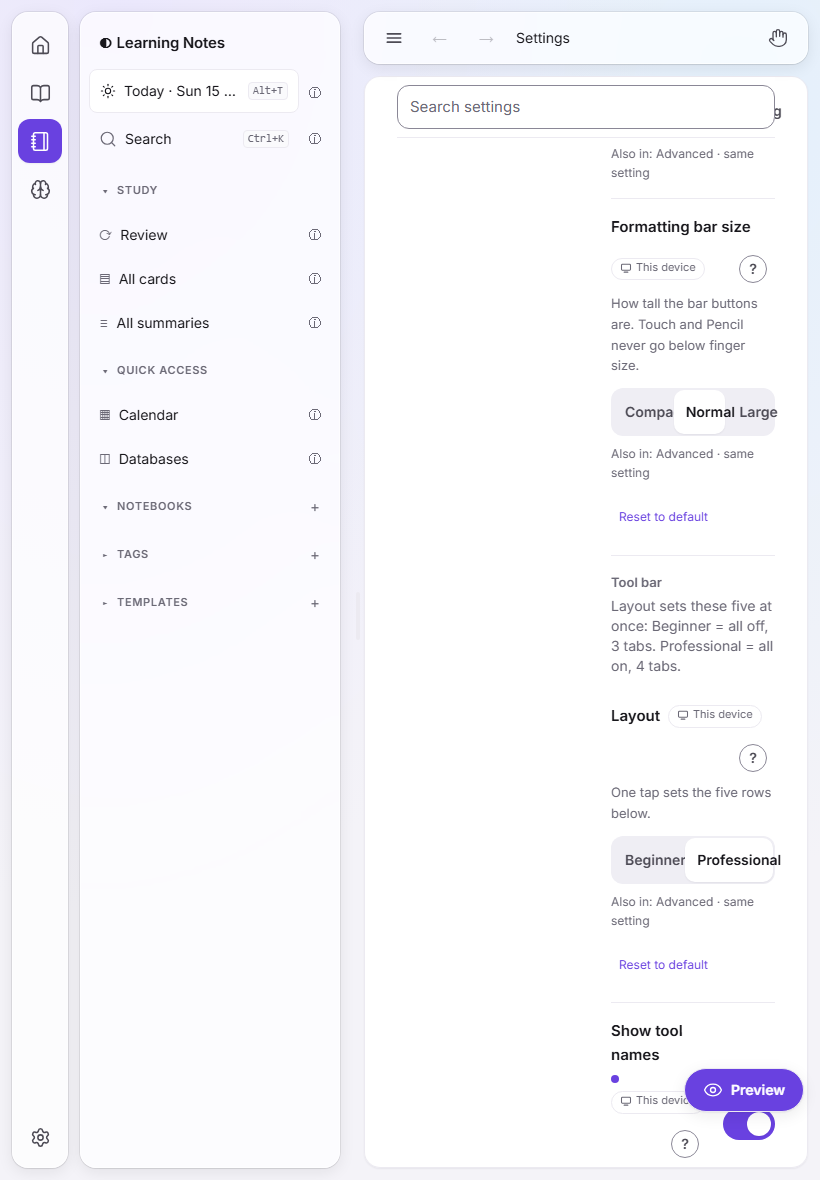 Learning Notes
Today · Sun 15 ...
Alt+T
Search
Ctrl+K
STUDY
Review
All cards
All summaries
QUICK ACCESS
Calendar
Databases
NOTEBOOKS
TAGS
TEMPLATES
Settings
Search settings
Also in: Advanced · same
setting
Formatting bar size
This device
?
How tall the bar buttons
are. Touch and Pencil
never go below finger
size.
Normal Large
Also in: Advanced · same
setting
Reset to default
Tool bar
Layout sets these five at
once: Beginner = all off,
3 tabs. Professional = all
on, 4 tabs.
Layout
This device
?
One tap sets the five rows
below.
Beginner Professional
Also in: Advanced · same
setting
Reset to default
Show tool
names
This device
Preview
?